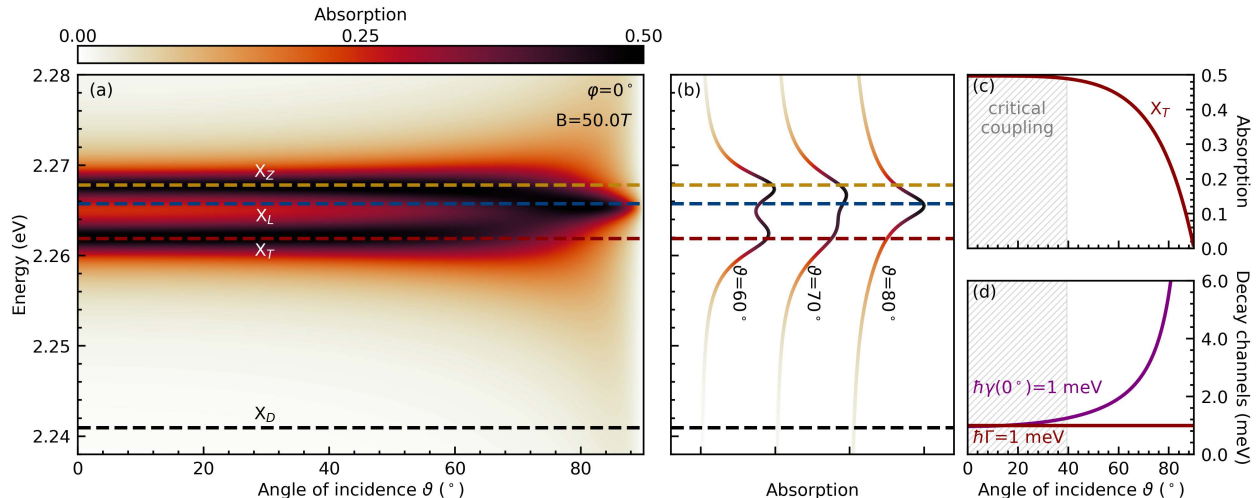 Absorption
0.00 0.25 0.50
(a)
φ=0°
B=50.0T
2.28
2.27
2.26
2.25
2.24
Energy (eV)
X_Z
X_L
X_T
X_D
0 20 40 60 80
Angle of incidence ϑ (°)
(b)
θ=60°
θ=70°
θ=80°
Absorption
(c)
critical
coupling
X_T
0.5
0.4
0.3
0.2
0.1
0.0
Absorption
(d)
ℏγ(0°)=1 meV
ℏΓ=1 meV
6.0
4.0
2.0
0.0
Decay channels (meV)
0 20 40 60 80
Angle of incidence ϑ (°)